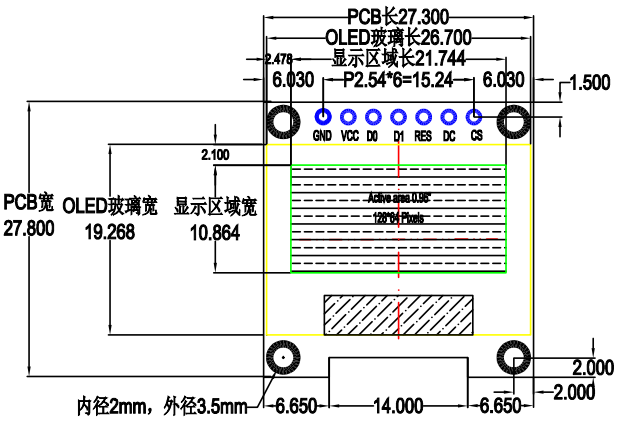 PCB长27.300
OLED玻璃长26.700
2.478 显示区域长21.744
6.030 P2.54*6=15.24 6.030
1.500
GND VCC D0 D1 RES DC CS
2.100
PCB宽 OLED玻璃宽 显示区域宽
27.800 19.268 10.864
Active area 0.96"
128*64 Pixels
2.000
2.000
内径2mm，外径3.5mm
6.650 14.000 6.650